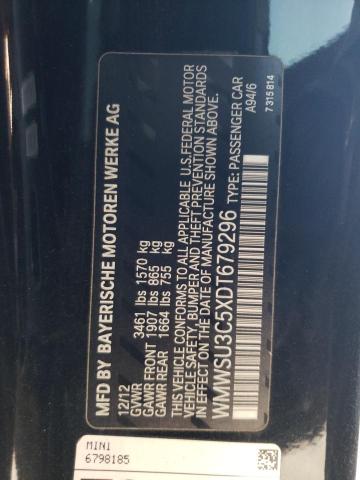 MFD BY BAYERISCHE MOTOREN WERKE AG
12/12
GVWR 3461 lbs 1570 kg
GAWR FRONT 1907 lbs 865 kg
GAWR REAR 1664 lbs 755 kg
THIS VEHICLE CONFORMS TO ALL APPLICABLE U.S.FEDERAL MOTOR
VEHICLE SAFETY, BUMPER AND THEFT PREVENTION STANDARDS
IN EFFECT ON THE DATE OF MANUFACTURE SHOWN ABOVE.
WMWSU3C5XDT679296 TYPE: PASSENGER CAR
A94/6
7315814
MINI
6798185